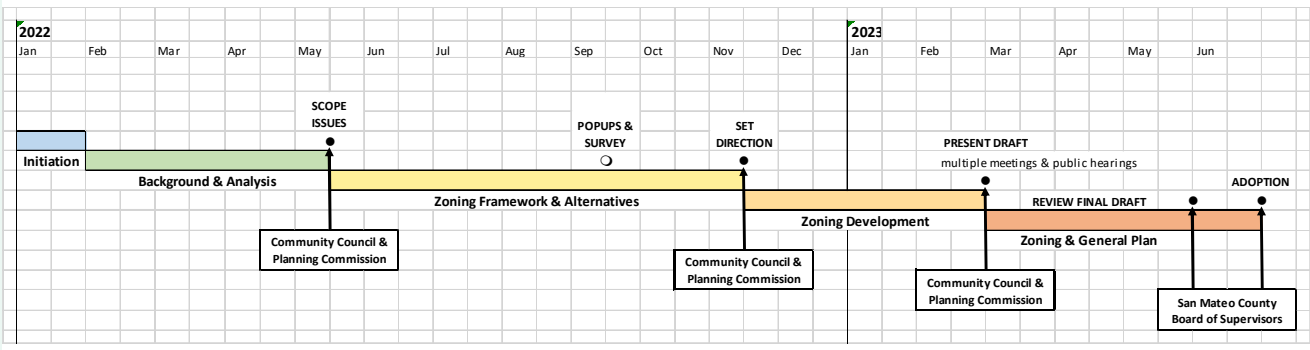 2022
2023
Jan Feb Mar Apr May Jun Jul Aug Sep Oct Nov Dec Jan Feb Mar Apr May Jun
SCOPE
ISSUES
POPUPS &
SURVEY
SET
DIRECTION
PRESENT DRAFT
multiple meetings & public hearings
Initiation
Background & Analysis
ADOPTION
Zoning Framework & Alternatives
REVIEW FINAL DRAFT
Zoning Development
Zoning & General Plan
Community Council &
Planning Commission
Community Council &
Planning Commission
Community Council &
Planning Commission
San Mateo County
Board of Supervisors